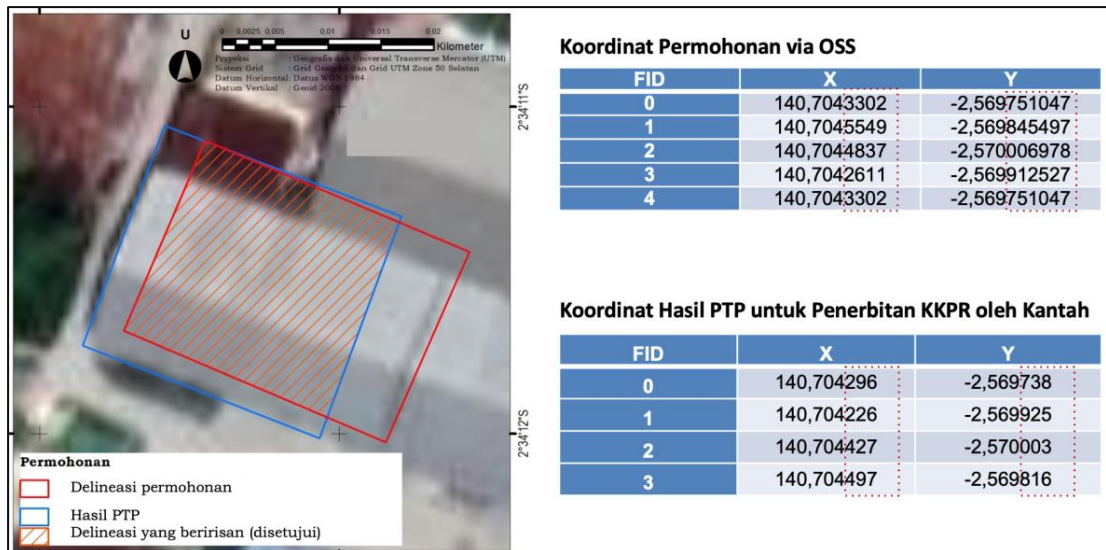 U
0 0,0025 0,005 0,01 0,015 0,02
Kilometer
Proyeksi : Geografis dan Universal Transverse Mercator (UTM)
Sistem Grid : Grid Geografi dan Grid UTM Zone 50 Selatan
Datum Horizontal : Datus WGS 1984
Datum Vertikal : Geoid 2008
2°34'11"S
2°34'12"S
Permohonan
Delineasi permohonan
Hasil PTP
Delineasi yang beririsan (disetujui)
Koordinat Permohonan via OSS
FID X Y
0 140,7043302 -2,569751047
1 140,7045549 -2,569845497
2 140,7044837 -2,570006978
3 140,7042611 -2,569912527
4 140,7043302 -2,569751047
Koordinat Hasil PTP untuk Penerbitan KKPR oleh Kantah
FID X Y
0 140,704296 -2,569738
1 140,704226 -2,569925
2 140,704427 -2,570003
3 140,704497 -2,569816